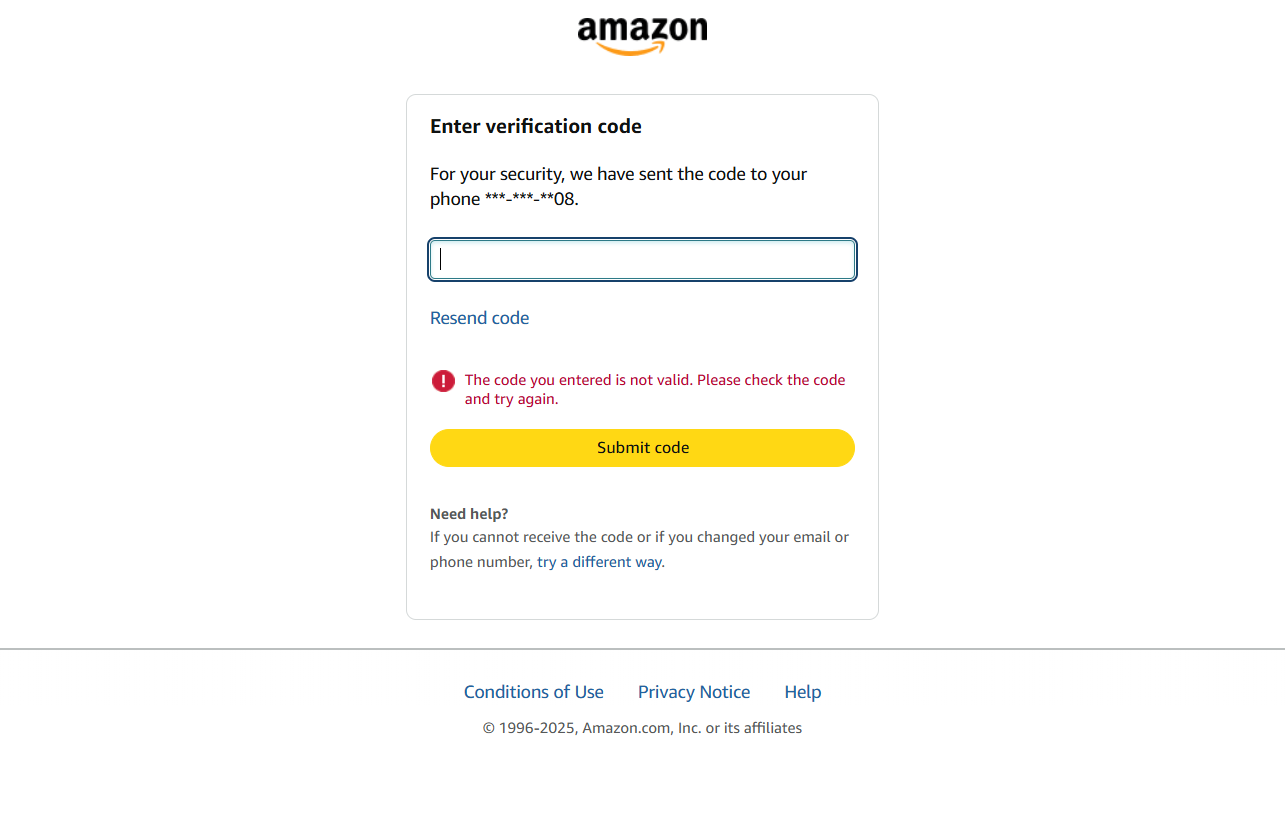 amazon
Enter verification code
For your security, we have sent the code to your
phone ***-***-**08.
Resend code
The code you entered is not valid. Please check the code
and try again.
Submit code
Need help?
If you cannot receive the code or if you changed your email or
phone number, try a different way.
Conditions of Use Privacy Notice Help
© 1996-2025, Amazon.com, Inc. or its affiliates